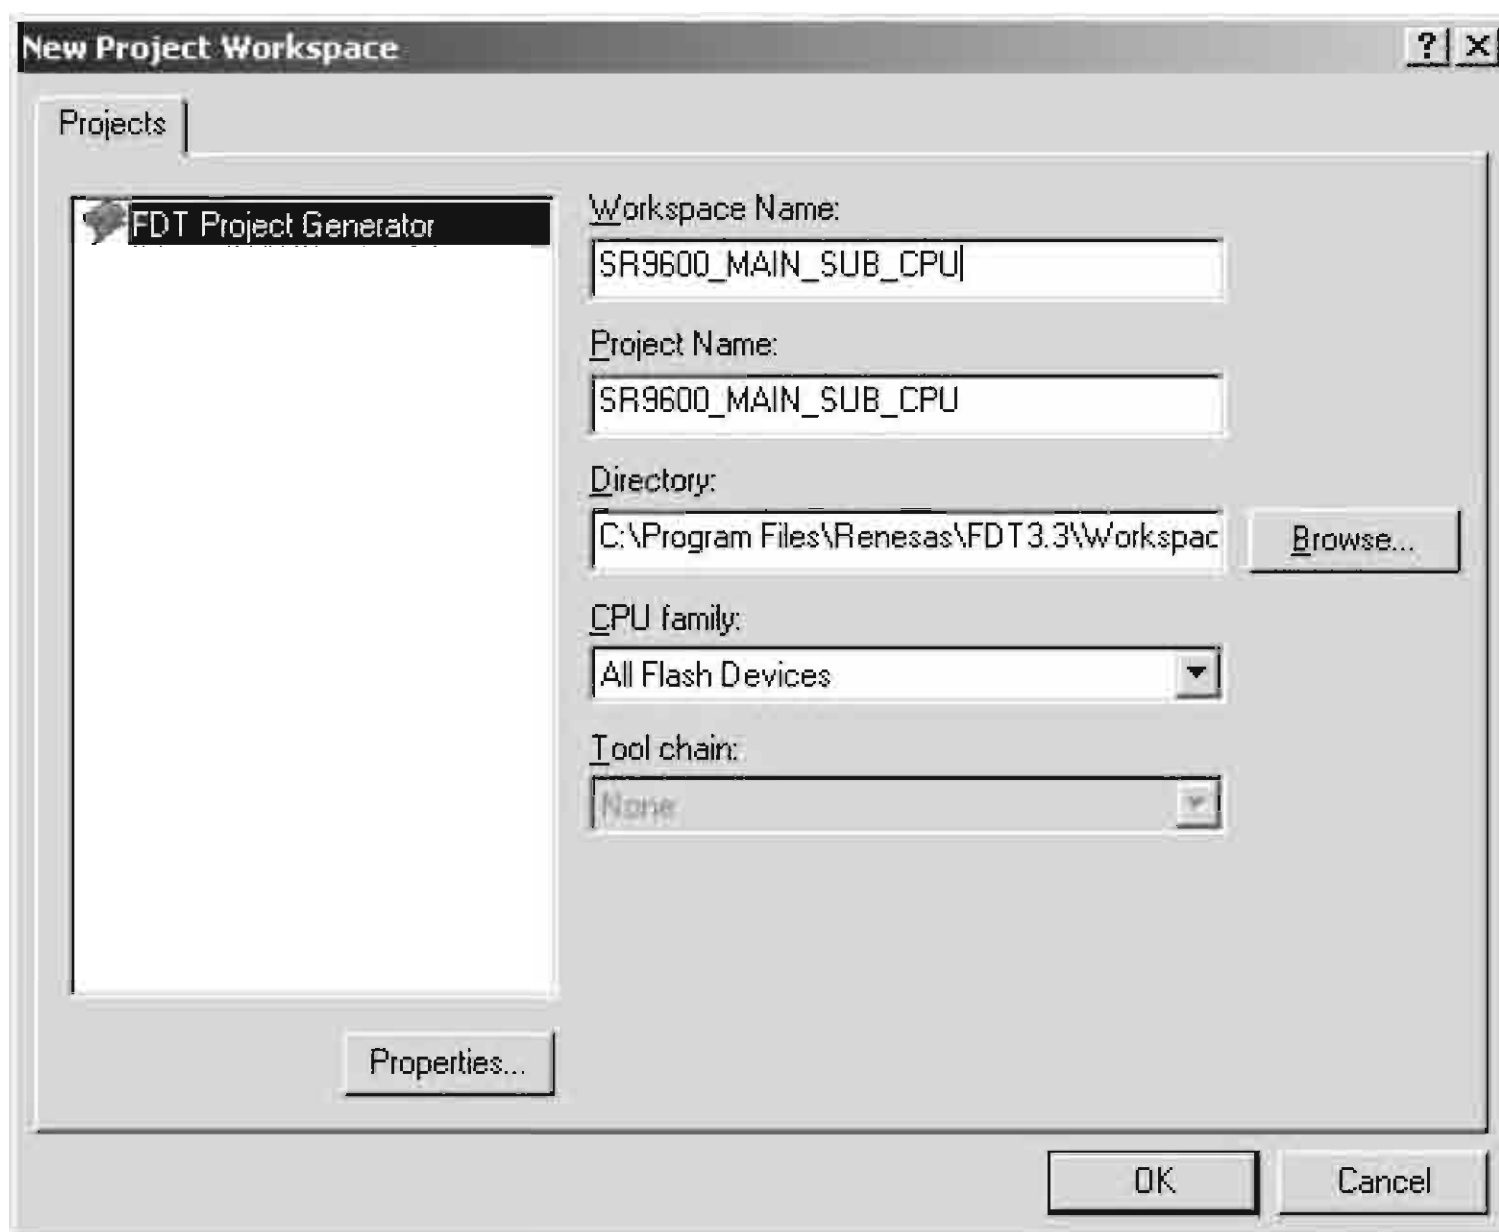 New Project Workspace
Projects
FDT Project Generator
Workspace Name:
SR9600_MAIN_SUB_CPU
Project Name:
SR9600_MAIN_SUB_CPU
Directory:
C:\Program Files\Renesas\FDT3.3\Workspac
Browse...
CPU family:
All Flash Devices
Tool chain:
None
Properties...
OK
Cancel